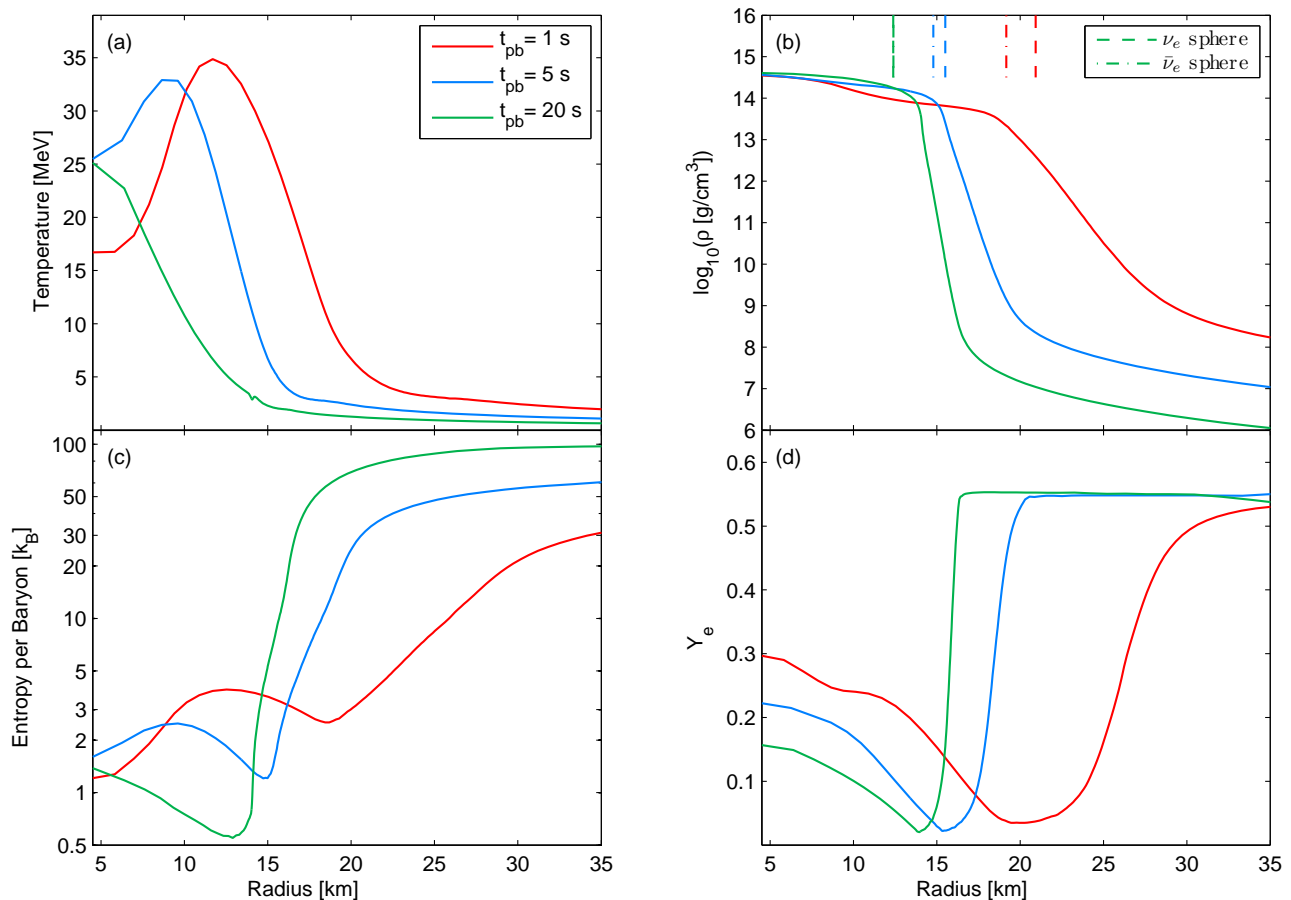 (a)
t_pb = 1 s
t_pb = 5 s
t_pb = 20 s
35
30
25
20
15
10
5
Temperature [MeV]
(b)
ν_e sphere
ν̄_e sphere
16
15
14
13
12
11
10
9
8
7
6
log_10(ρ [g/cm^3])
(c)
100
50
30
20
10
5
3
2
1
0.5
Entropy per Baryon [k_B]
5 10 15 20 25 30 35
Radius [km]
(d)
0.6
0.5
0.4
0.3
0.2
0.1
Y_e
5 10 15 20 25 30 35
Radius [km]